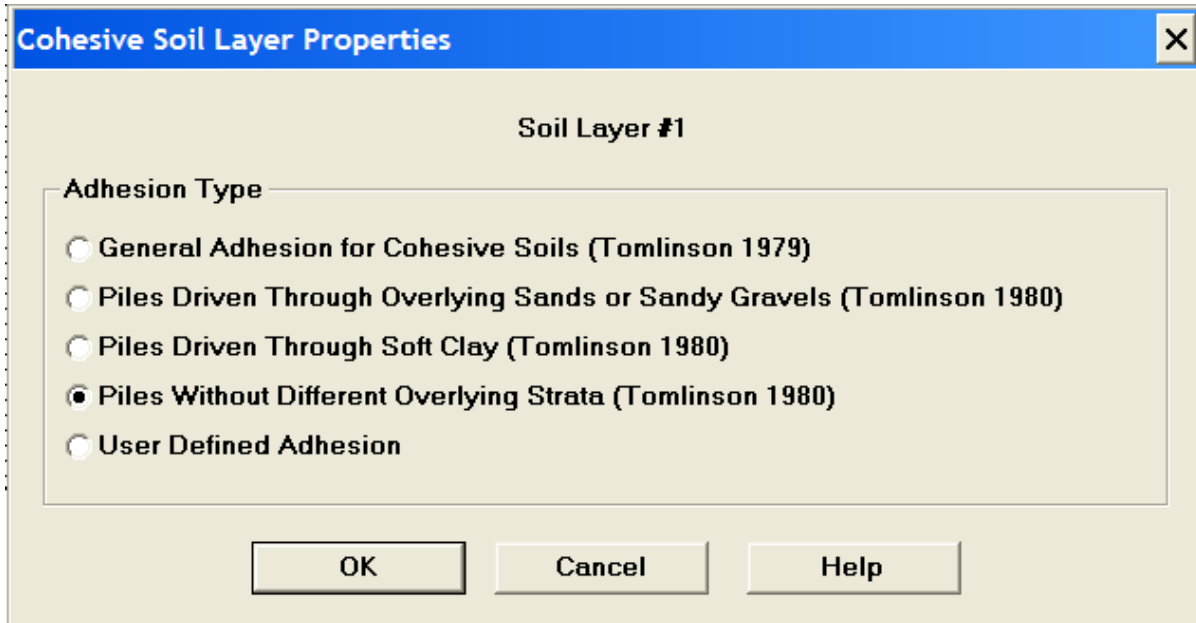 Cohesive Soil Layer Properties
Soil Layer #1
Adhesion Type
General Adhesion for Cohesive Soils (Tomlinson 1979)
Piles Driven Through Overlying Sands or Sandy Gravels (Tomlinson 1980)
Piles Driven Through Soft Clay (Tomlinson 1980)
Piles Without Different Overlying Strata (Tomlinson 1980)
User Defined Adhesion
OK Cancel Help